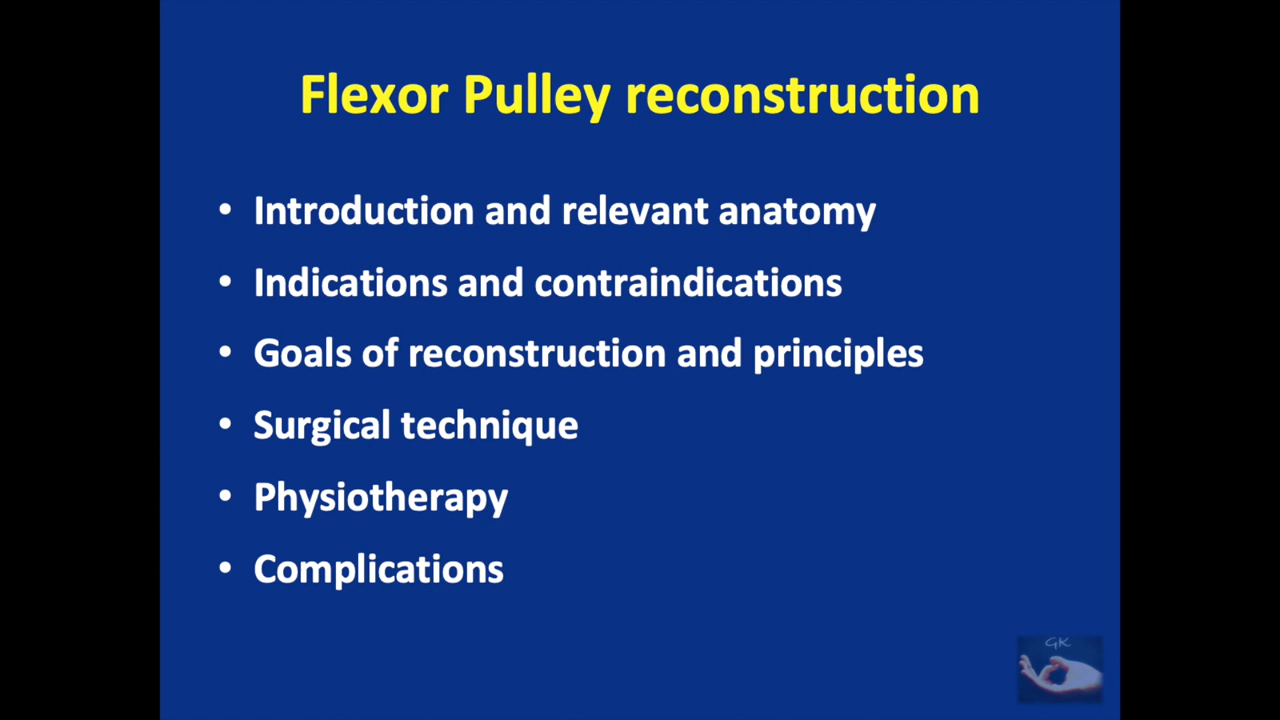 Flexor Pulley reconstruction
• Introduction and relevant anatomy
• Indications and contraindications
• Goals of reconstruction and principles
• Surgical technique
• Physiotherapy
• Complications
GK